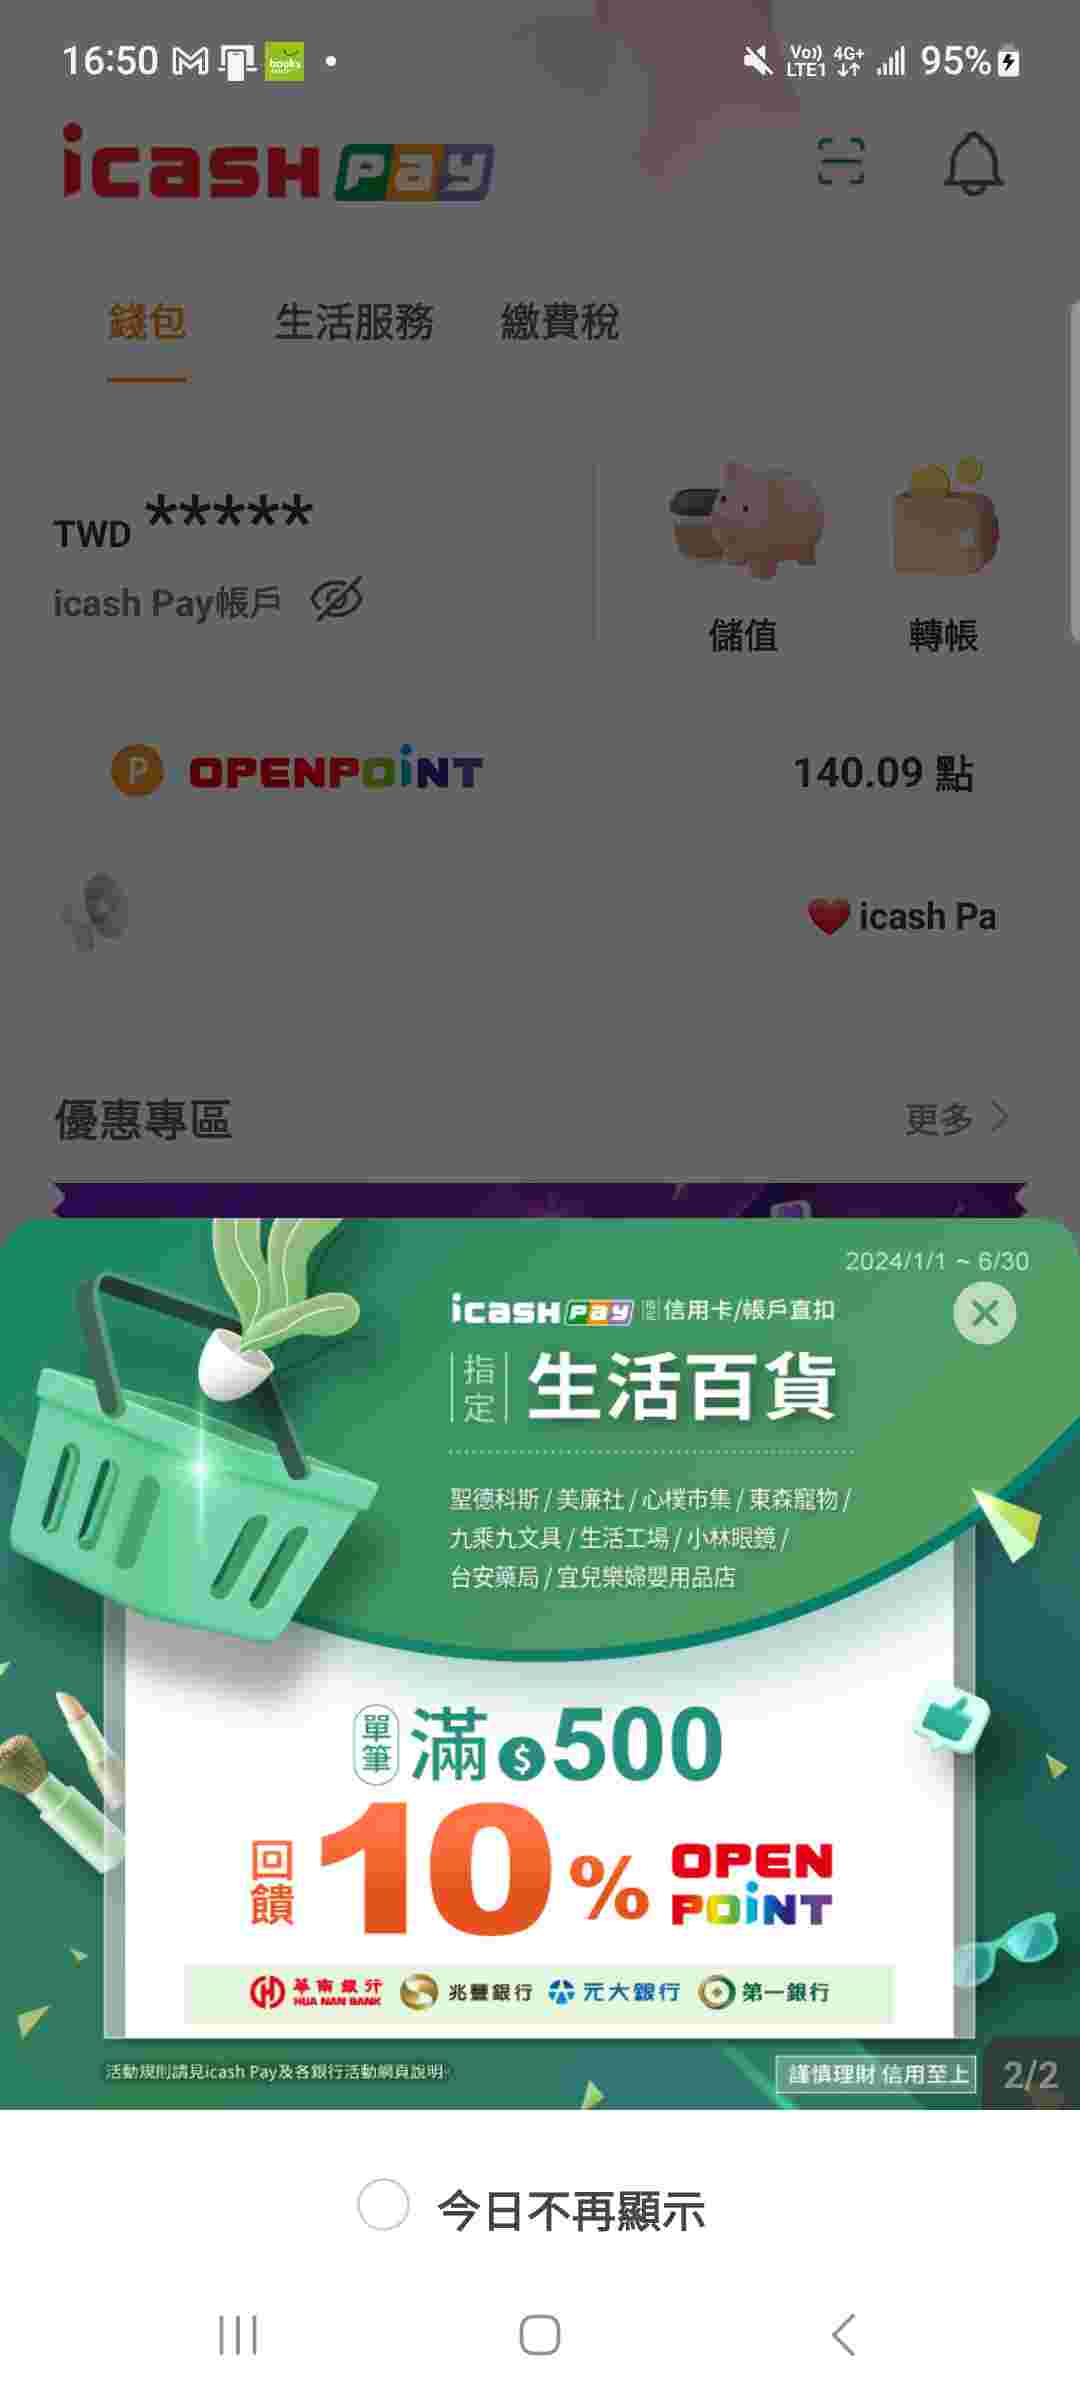 16:50
Vo)) LTE1 4G+ 95%
icash Pay
錢包 生活服務 繳費稅
TWD *****
icash Pay帳戶
儲值 轉帳
P OPENPOINT 140.09 點
icash Pa
優惠專區 更多
2024/1/1 ~ 6/30
icash Pay 指定 信用卡/帳戶直扣
指定 生活百貨
聖德科斯/美廉社/心樸市集/東森寵物/
九乘九文具/生活工場/小林眼鏡/
台安藥局/宜兒樂婦嬰用品店
單筆 滿$500
回饋 10% OPEN POINT
華南銀行 HUA NAN BANK 兆豐銀行 元大銀行 第一銀行
活動規則請見icash Pay及各銀行活動網頁說明。
謹慎理財 信用至上
2/2
今日不再顯示